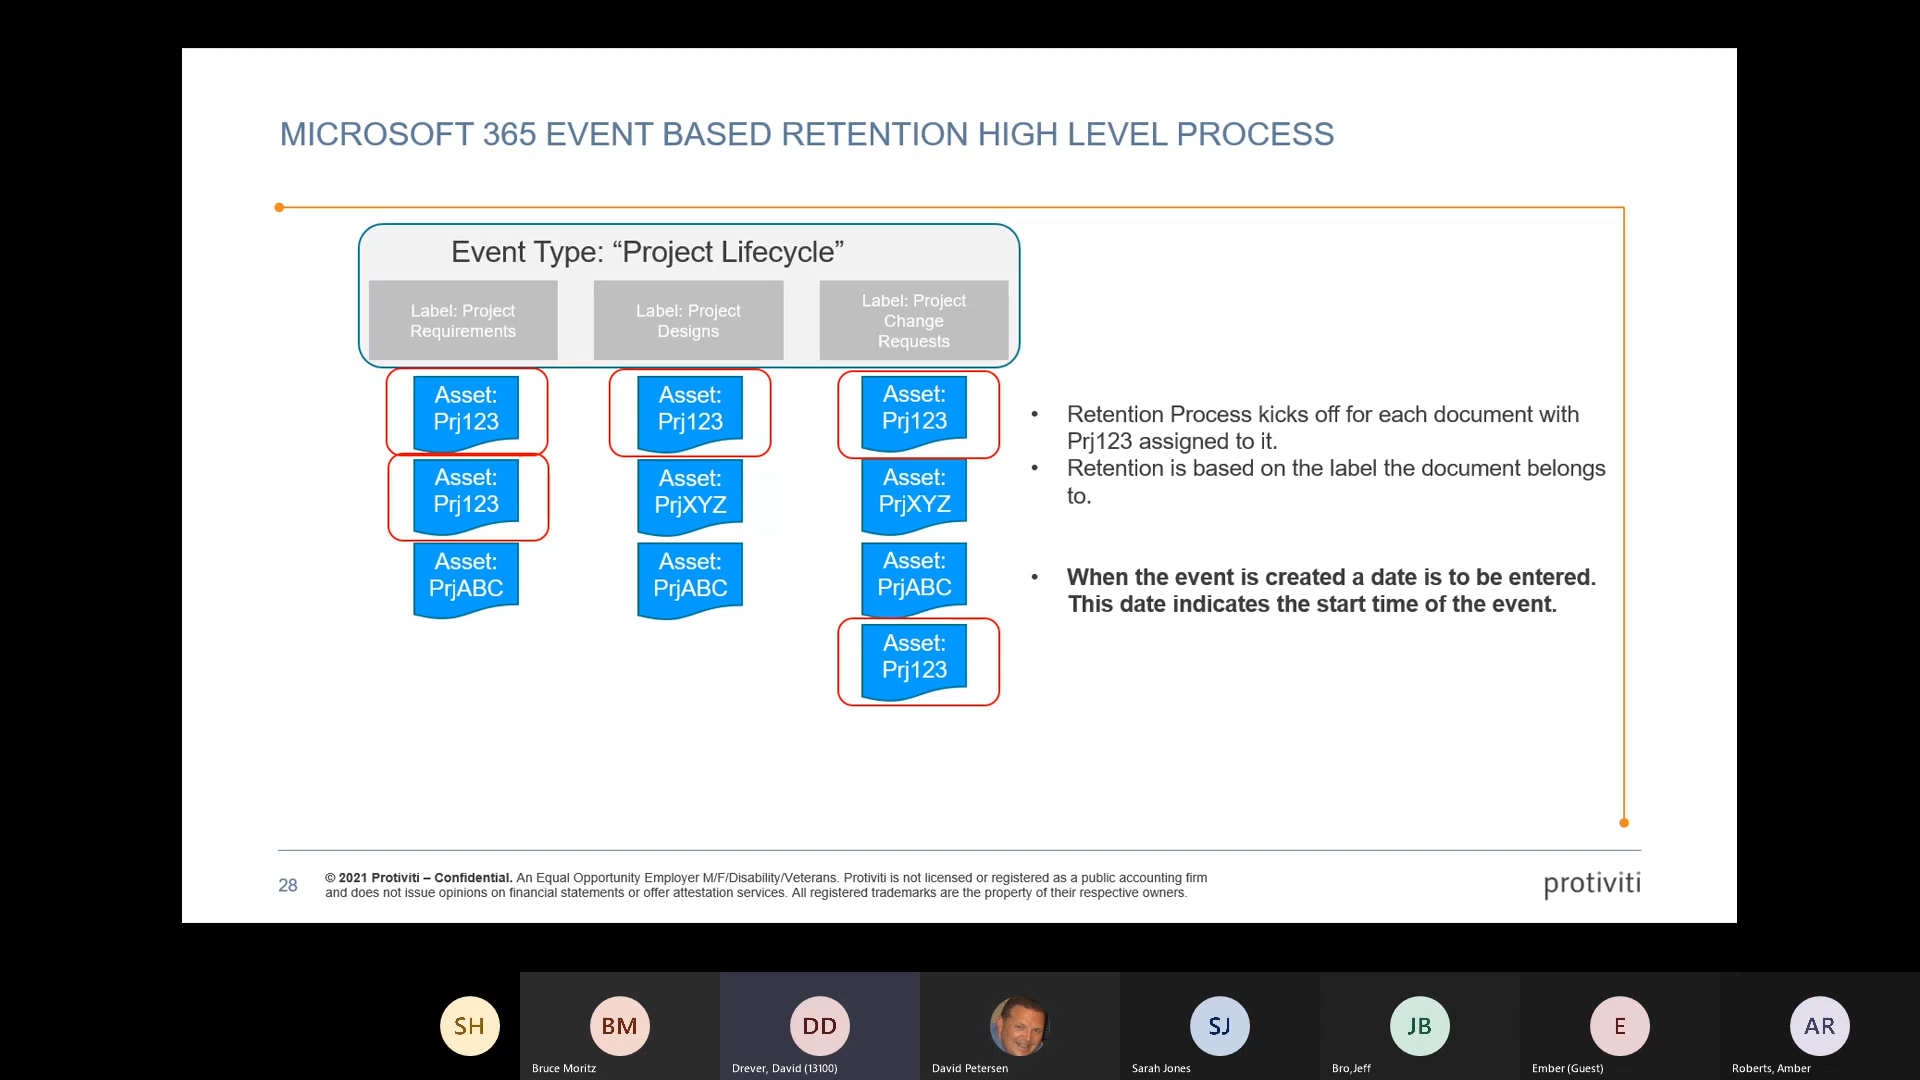 MICROSOFT 365 EVENT BASED RETENTION HIGH LEVEL PROCESS
Event Type: “Project Lifecycle”
Label: Project
Requirements
Label: Project
Designs
Label: Project
Change
Requests
Asset:
Prj123
Asset:
Prj123
Asset:
PrjABC
Asset:
Prj123
Asset:
PrjXYZ
Asset:
PrjABC
Asset:
Prj123
Asset:
PrjXYZ
Asset:
PrjABC
Asset:
Prj123
• Retention Process kicks off for each document with
Prj123 assigned to it.
• Retention is based on the label the document belongs
to.
• When the event is created a date is to be entered.
This date indicates the start time of the event.
28
© 2021 Protiviti – Confidential. An Equal Opportunity Employer M/F/Disability/Veterans. Protiviti is not licensed or registered as a public accounting firm
and does not issue opinions on financial statements or offer attestation services. All registered trademarks are the property of their respective owners.
protiviti
SH
BM
DD
SJ
JB
E
AR
Bruce Moritz
Drever, David (13100)
David Petersen
Sarah Jones
Bro,Jeff
Ember (Guest)
Roberts, Amber